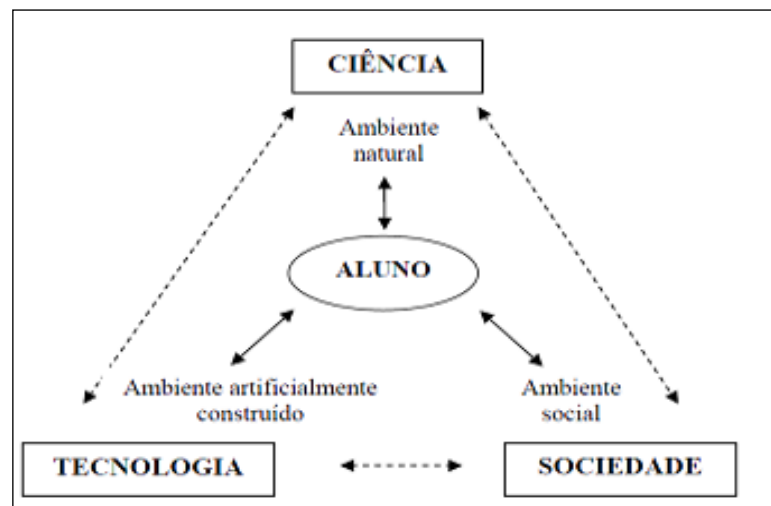 CIÊNCIA
Ambiente
natural
ALUNO
Ambiente artificialmente
construído
Ambiente
social
TECNOLOGIA
SOCIEDADE